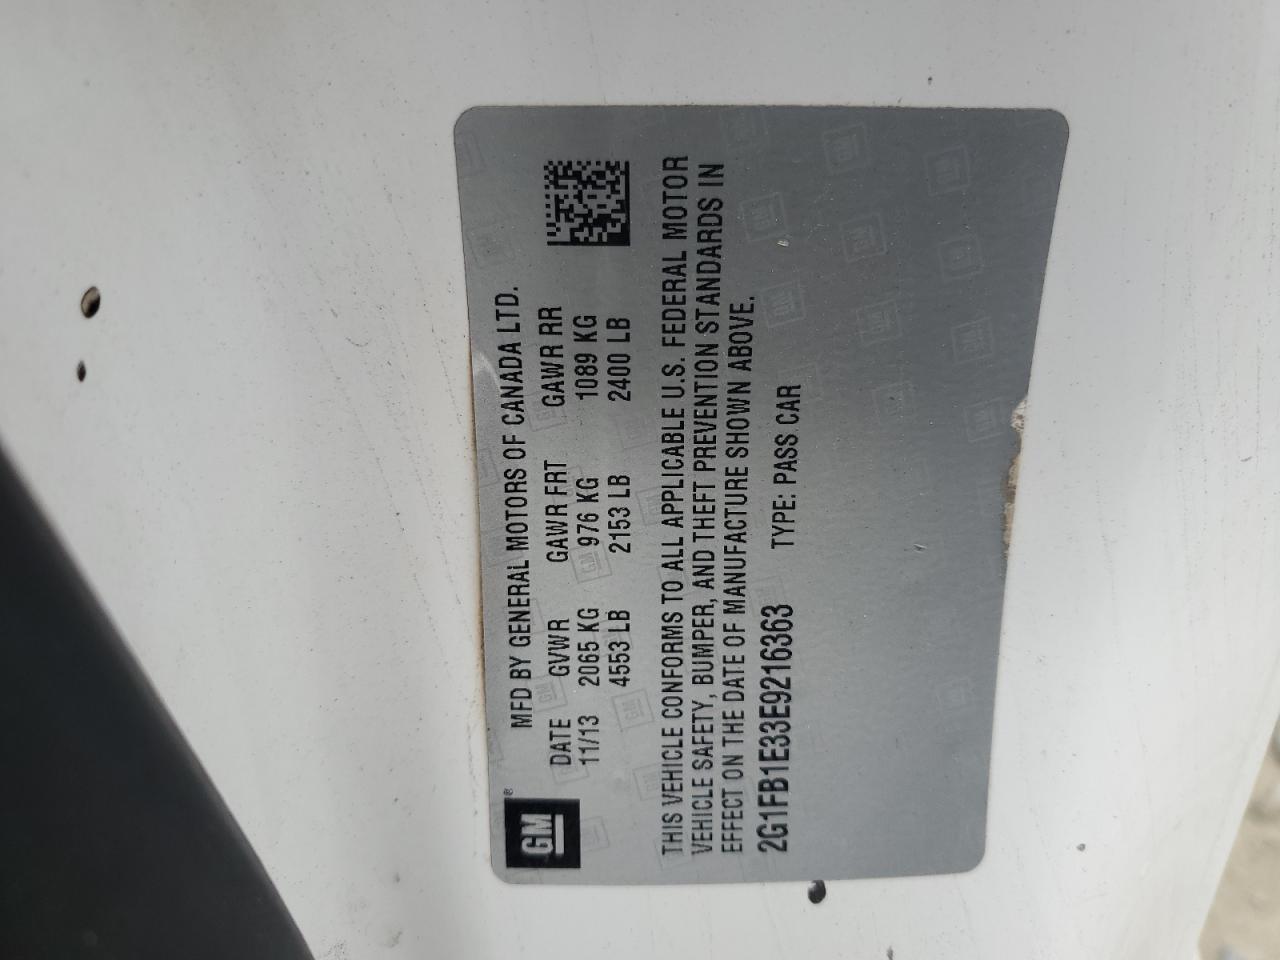 GM®
MFD BY GENERAL MOTORS OF CANADA LTD.
DATE GVWR GAWR FRT GAWR RR
11/13 2065 KG 976 KG 1089 KG
4553 LB 2153 LB 2400 LB
THIS VEHICLE CONFORMS TO ALL APPLICABLE U.S. FEDERAL MOTOR
VEHICLE SAFETY, BUMPER, AND THEFT PREVENTION STANDARDS IN
EFFECT ON THE DATE OF MANUFACTURE SHOWN ABOVE.
2G1FB1E33E9216363 TYPE: PASS CAR